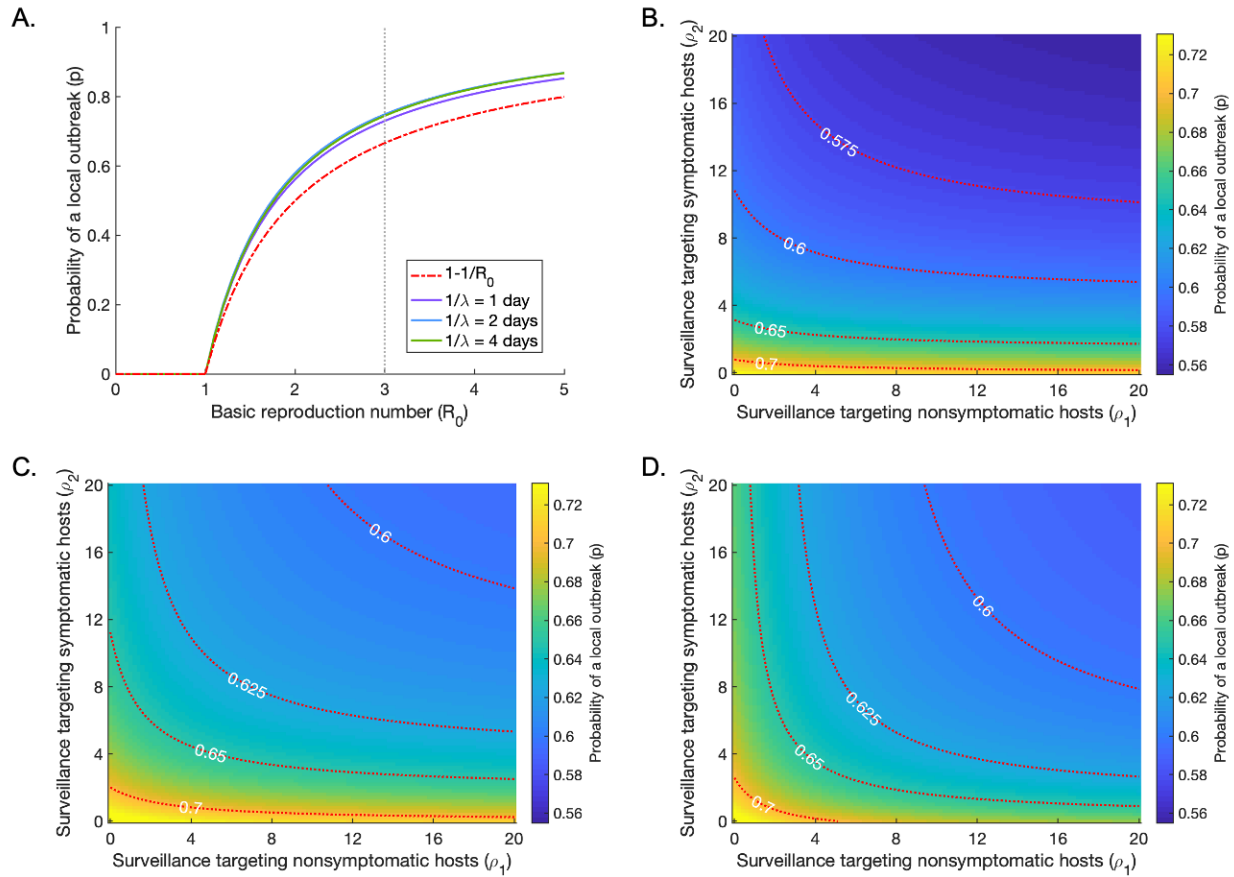 A.
Probability of a local outbreak (p)
1
0.8
0.6
0.4
0.2
0
0 1 2 3 4 5
Basic reproduction number (R₀)
1-1/R₀
1/λ = 1 day
1/λ = 2 days
1/λ = 4 days
B.
Surveillance targeting symptomatic hosts (ρ₂)
20
16
12
8
4
0
0.575
0.6
0.65
0.7
0 4 8 12 16 20
Surveillance targeting nonsymptomatic hosts (ρ₁)
0.72
0.7
0.68
0.66
0.64
0.62
0.6
0.58
0.56
Probability of a local outbreak (p)
C.
Surveillance targeting symptomatic hosts (ρ₂)
20
16
12
8
4
0
0.6
0.625
0.65
0.7
0 4 8 12 16 20
Surveillance targeting nonsymptomatic hosts (ρ₁)
0.72
0.7
0.68
0.66
0.64
0.62
0.6
0.58
0.56
Probability of a local outbreak (p)
D.
Surveillance targeting symptomatic hosts (ρ₂)
20
16
12
8
4
0
0.6
0.625
0.65
0.7
0 4 8 12 16 20
Surveillance targeting nonsymptomatic hosts (ρ₁)
0.72
0.7
0.68
0.66
0.64
0.62
0.6
0.58
0.56
Probability of a local outbreak (p)